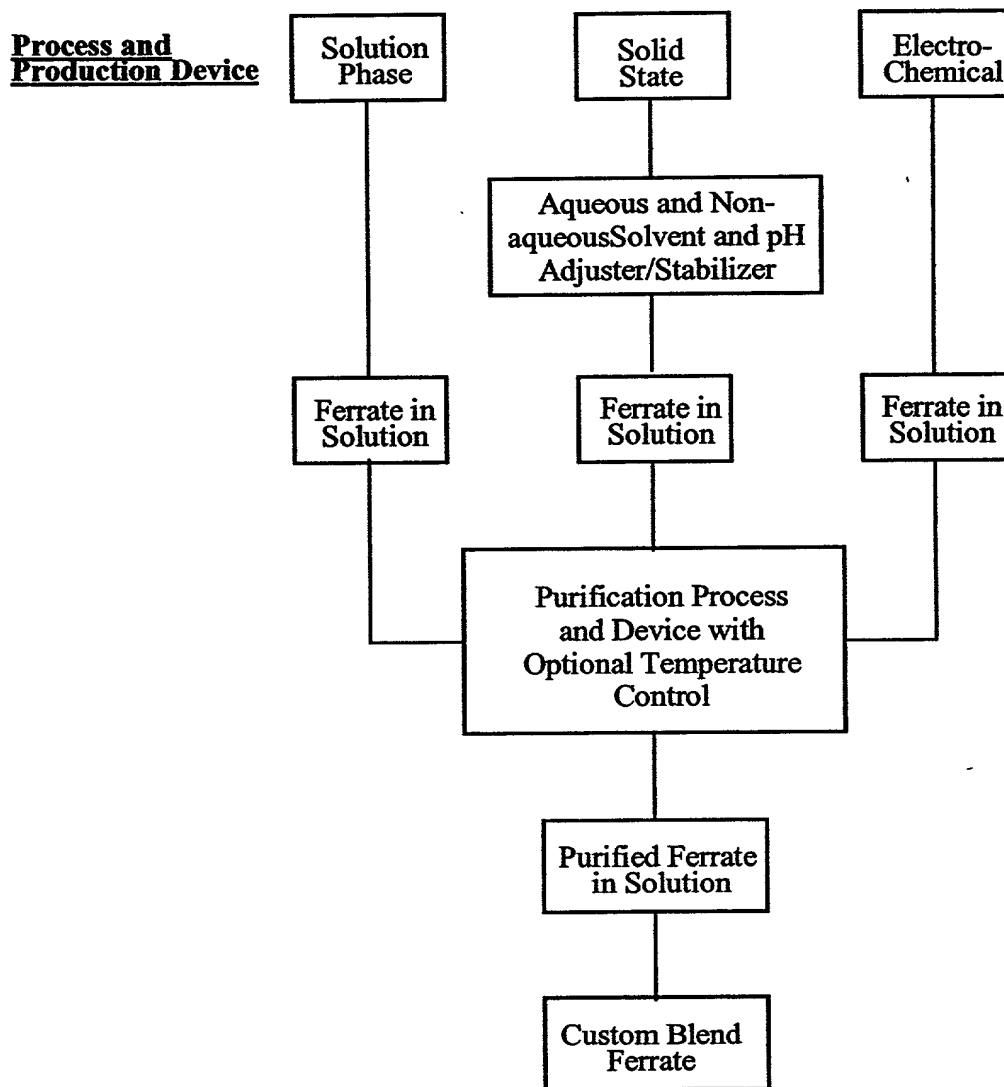 Process and
Production Device
Solution
Phase
Solid
State
Electro-
Chemical
Aqueous and Non-
aqueousSolvent and pH
Adjuster/Stabilizer
Ferrate in
Solution
Ferrate in
Solution
Ferrate in
Solution
Purification Process
and Device with
Optional Temperature
Control
Purified Ferrate
in Solution
Custom Blend
Ferrate